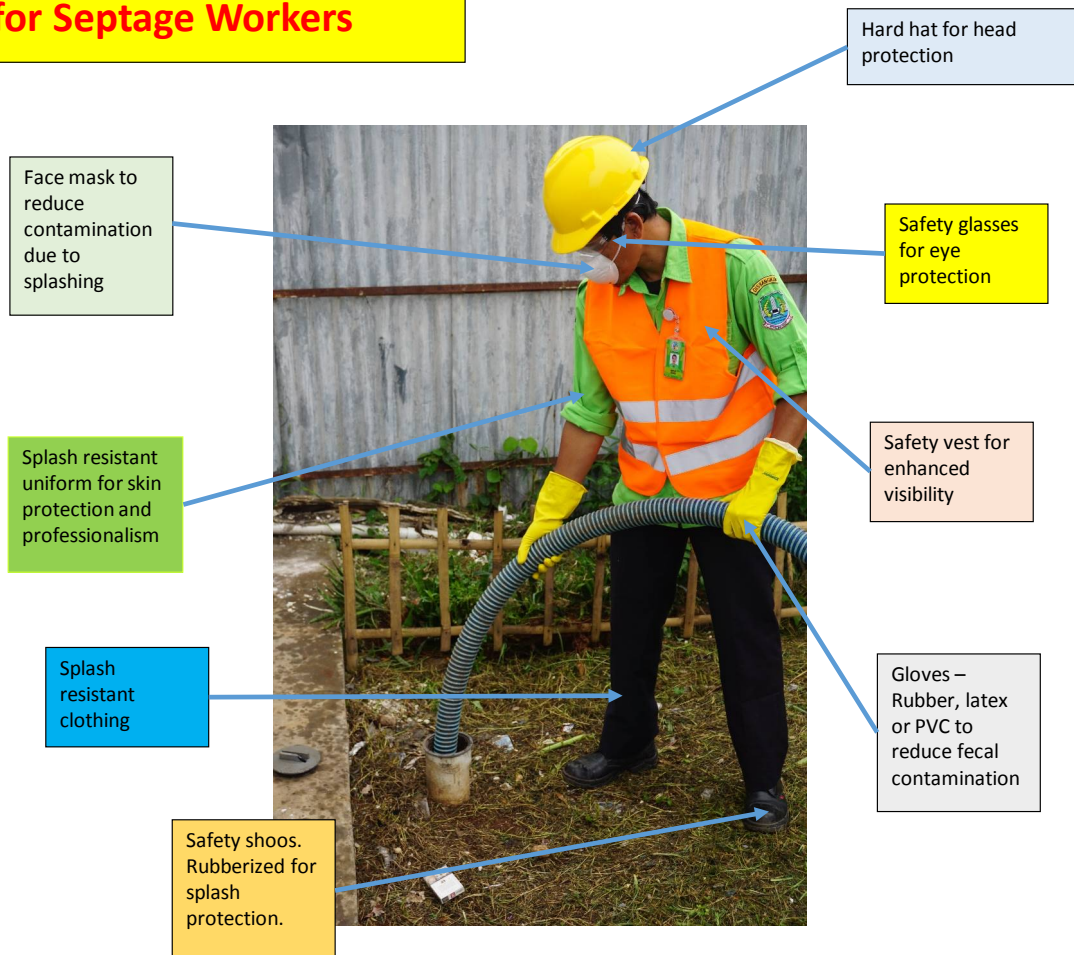 for Septage Workers
Hard hat for head
protection
Face mask to
reduce
contamination
due to
splashing
Safety glasses
for eye
protection
Splash resistant
uniform for skin
protection and
professionalism
Safety vest for
enhanced
visibility
Splash
resistant
clothing
Gloves –
Rubber, latex
or PVC to
reduce fecal
contamination
Safety shoos.
Rubberized for
splash
protection.